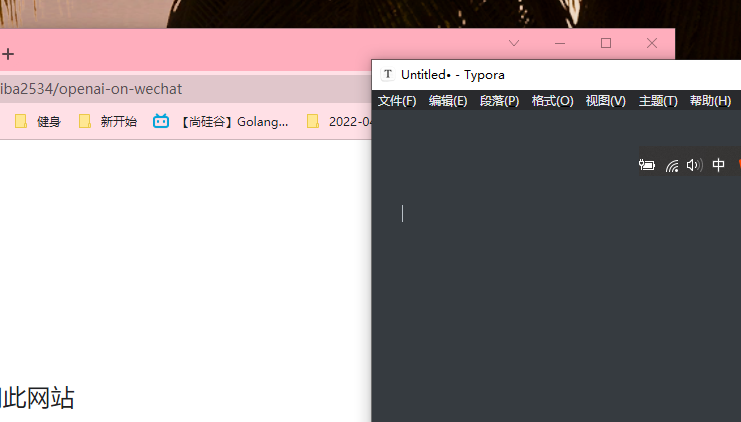 iba2534/openai-on-wechat
健身
新开始
【尚硅谷】Golang...
2022-04
此网站
T
Untitled• - Typora
文件(F) 编辑(E) 段落(P) 格式(O) 视图(V) 主题(T) 帮助(H)
中